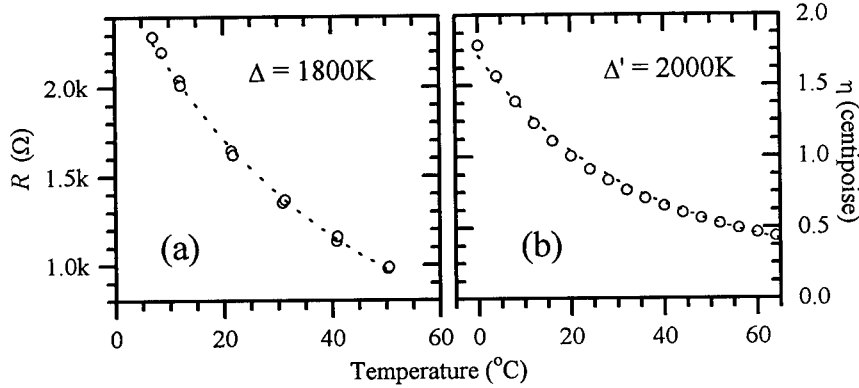 Δ = 1800K
Δ' = 2000K
2.0k
1.5k
1.0k
R (Ω)
(a)
(b)
2.0
1.5
1.0
0.5
0.0
η (centipoise)
0
20
40
60
0
20
40
60
Temperature (°C)